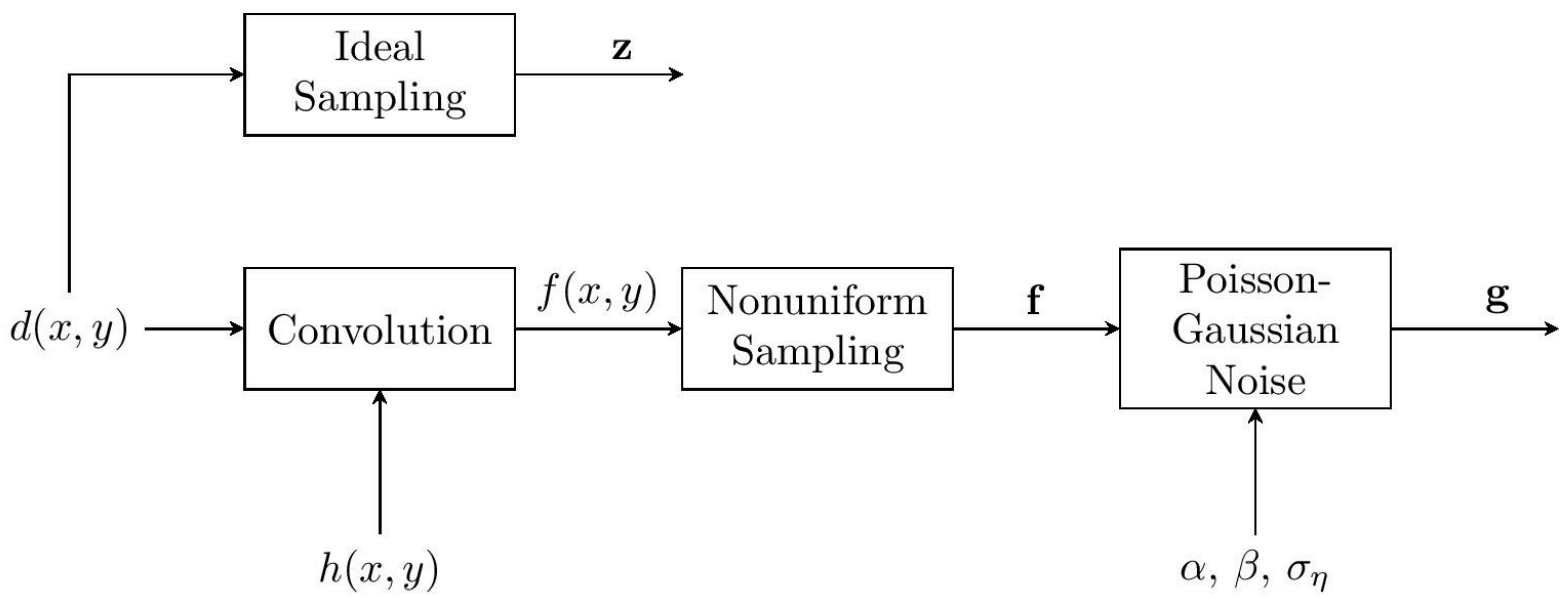 Ideal
Sampling
z
d(x, y)
Convolution
f(x, y)
Nonuniform
Sampling
f
Poisson-
Gaussian
Noise
g
h(x, y)
α, β, σ_η